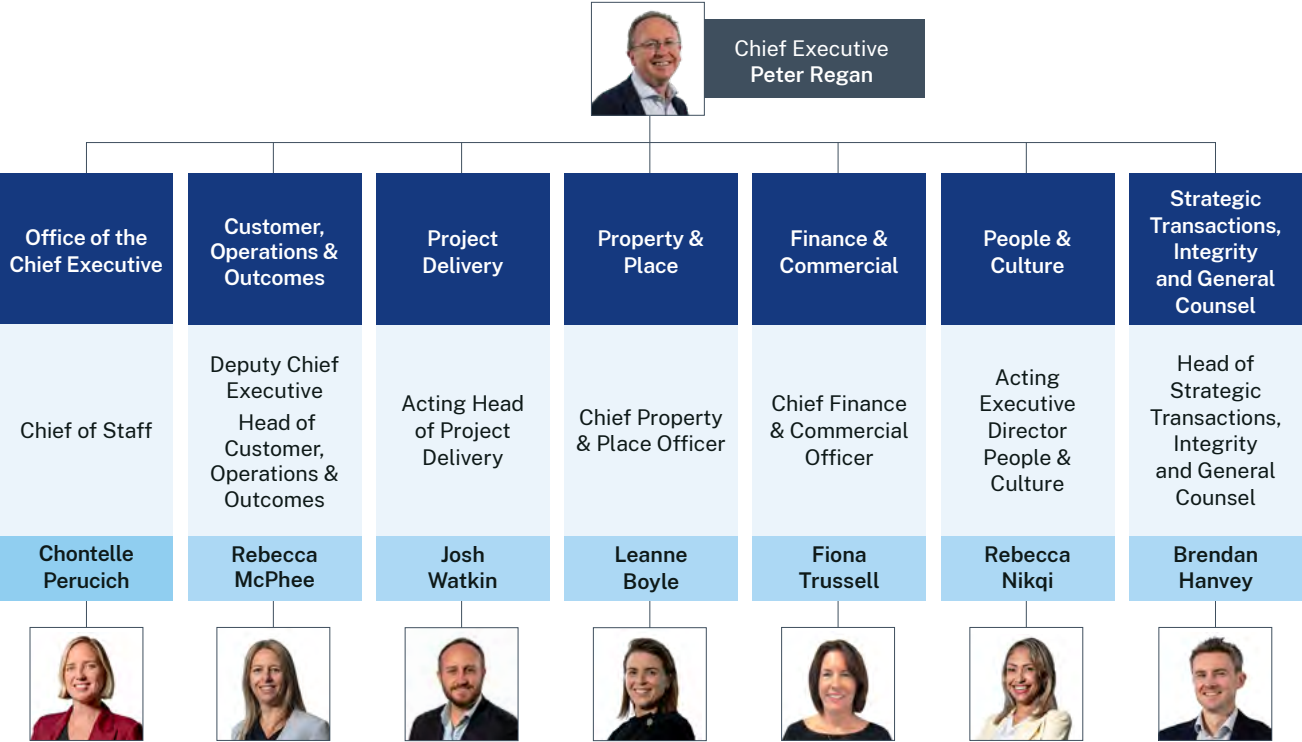 Chief Executive
Peter Regan
Office of the
Chief Executive
Customer,
Operations &
Outcomes
Project
Delivery
Property &
Place
Finance &
Commercial
People &
Culture
Strategic
Transactions,
Integrity
and General
Counsel
Chief of Staff
Deputy Chief
Executive
Head of
Customer,
Operations &
Outcomes
Acting Head
of Project
Delivery
Chief Property
& Place Officer
Chief Finance
& Commercial
Officer
Acting
Executive
Director
People &
Culture
Head of
Strategic
Transactions,
Integrity
and General
Counsel
Chontelle
Perucich
Rebecca
McPhee
Josh
Watkin
Leanne
Boyle
Fiona
Trussell
Rebecca
Nikqi
Brendan
Hanvey